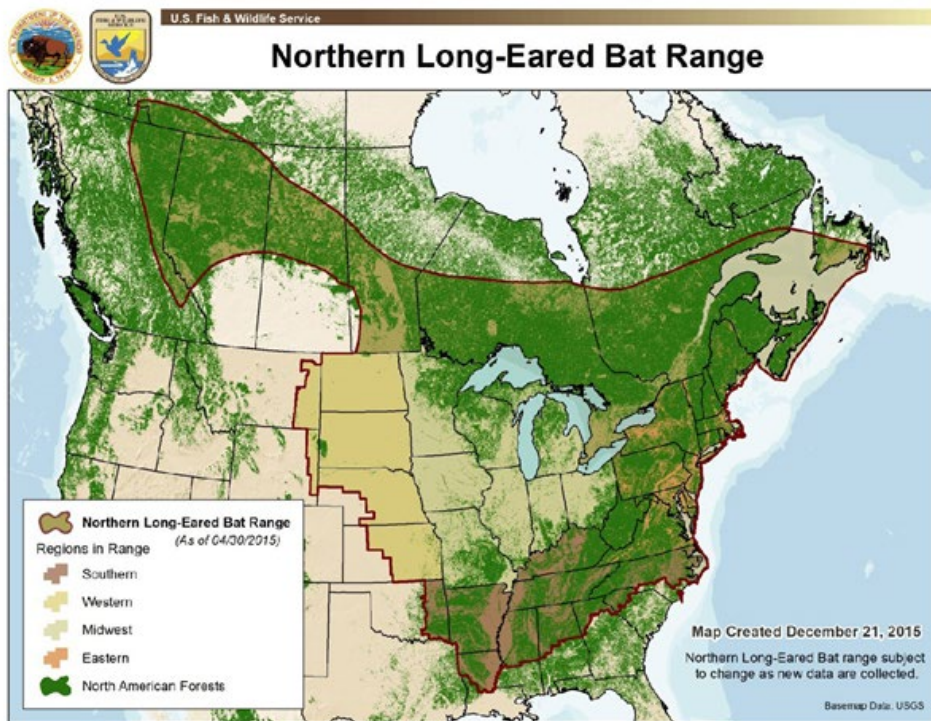 U.S. Fish & Wildlife Service
Northern Long-Eared Bat Range
Northern Long-Eared Bat Range
(As of 04/30/2015)
Regions in Range
Southern
Western
Midwest
Eastern
North American Forests
Map Created December 21, 2015
Northern Long-Eared Bat range subject
to change as new data are collected.
Basemap Data, USGS